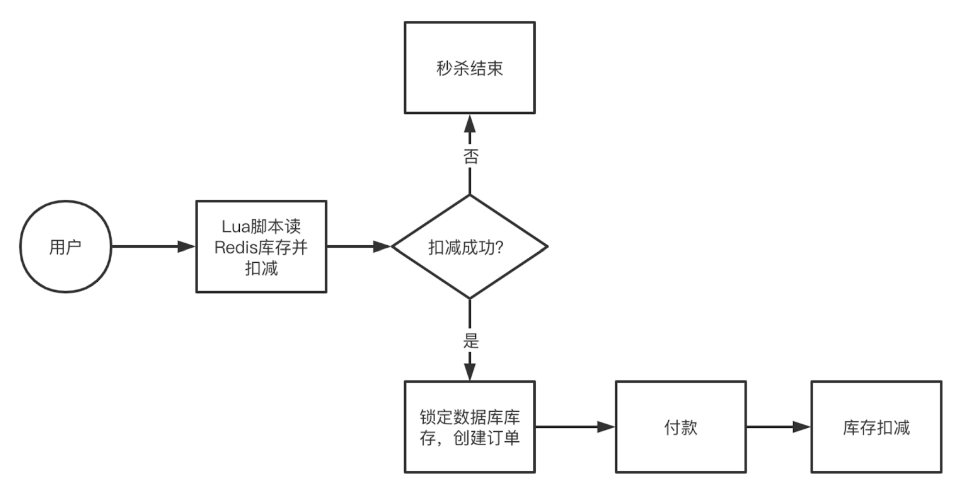 秒杀结束
否
用户
Lua脚本读
Redis库存并
扣减
扣减成功?
是
锁定数据库库
存，创建订单
付款
库存扣减